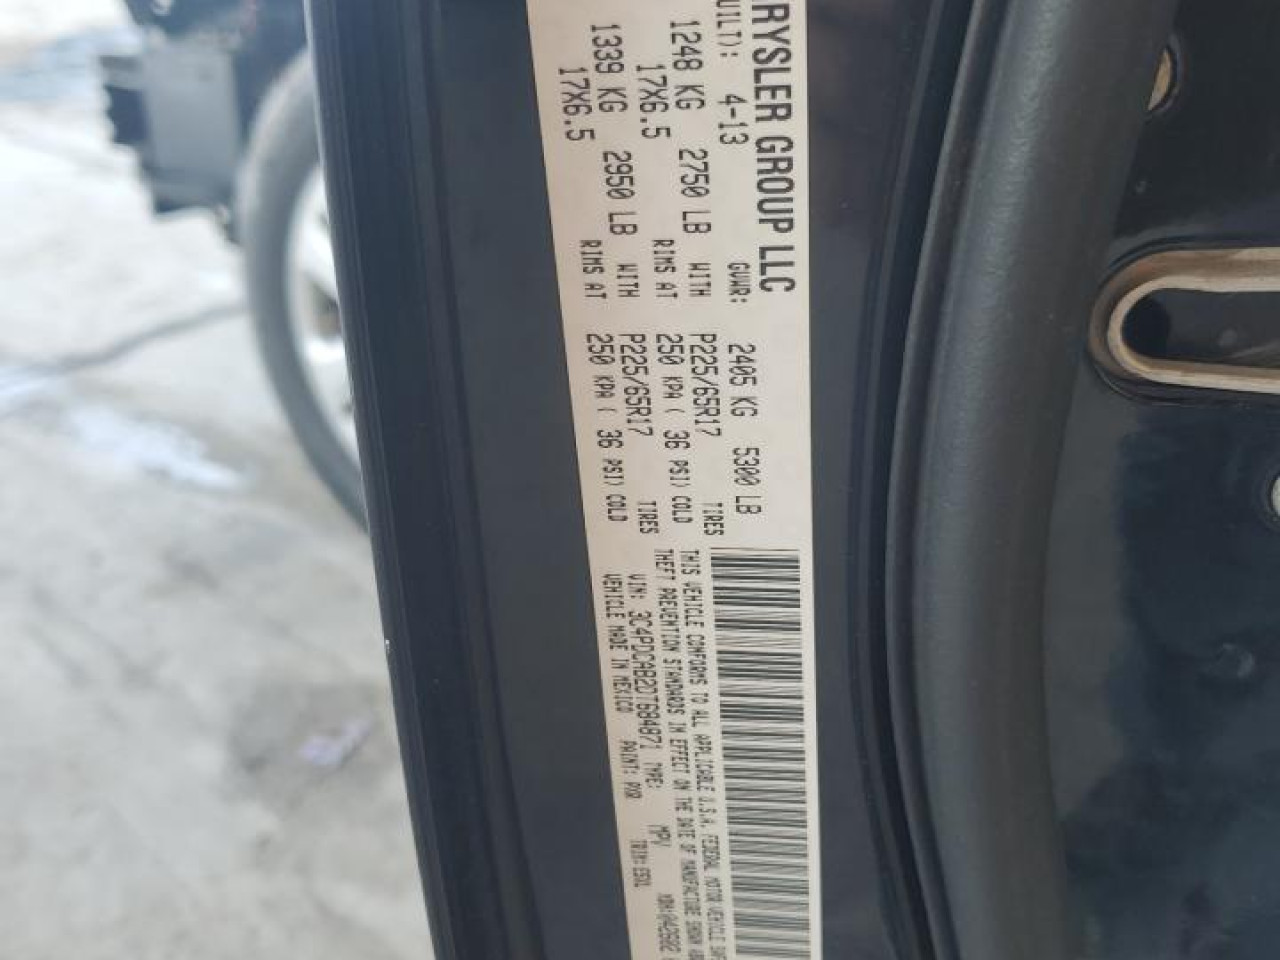 RYSLER GROUP LLC
UILT): 4-13 GVWR: 2405 KG 5300 LB
1248 KG 2750 LB WITH P225/65R17 TIRES
17X6.5 RIMS AT 250 KPA ( 36 PSI) COLD
1339 KG 2950 LB WITH P225/65R17 TIRES
17X6.5 RIMS AT 250 KPA ( 36 PSI) COLD
THIS VEHICLE CONFORMS TO ALL APPLICABLE U.S.A. FEDERAL MOTOR VEHICLE
THEFT PREVENTION STANDARDS IN EFFECT ON THE DATE OF MANUFACTURE SHOWN
VIN: 3C4PDCAB2DT684871 TYPE: MPV
VEHICLE MADE IN MEXICO PAINT: TRIM: